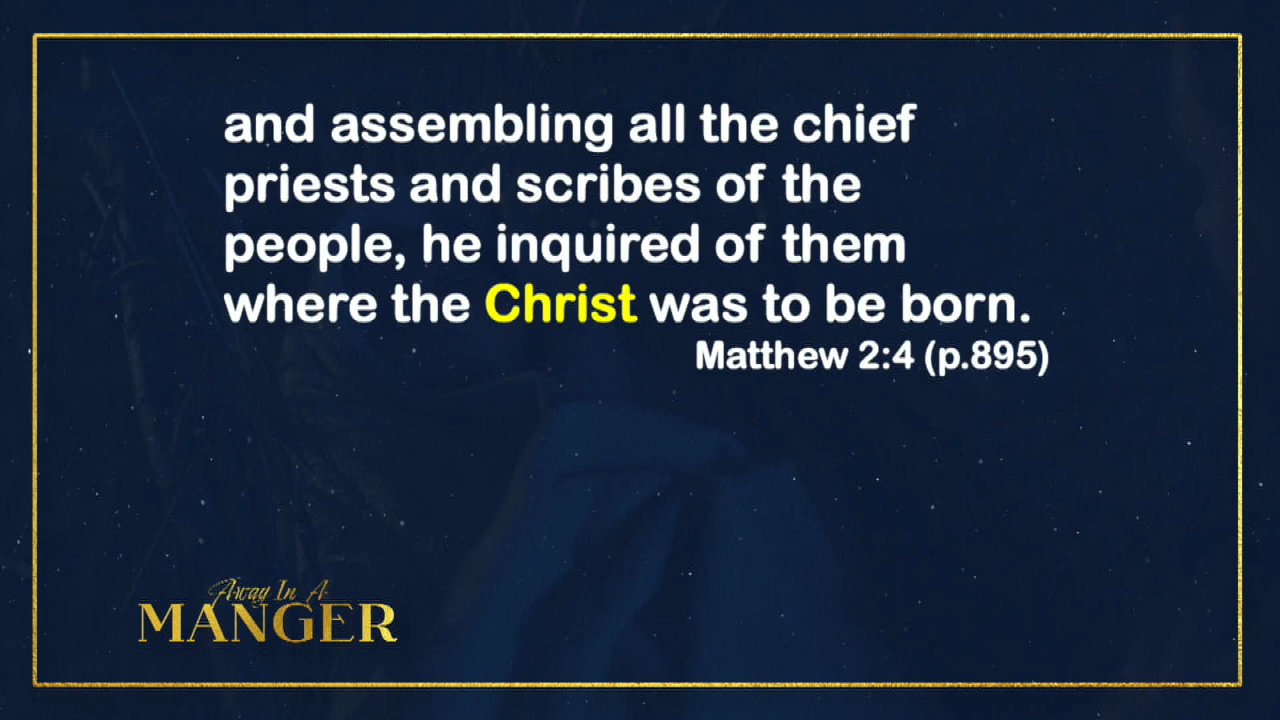 and assembling all the chief
priests and scribes of the
people, he inquired of them
where the Christ was to be born.
Matthew 2:4 (p.895)
Away In A
MANGER